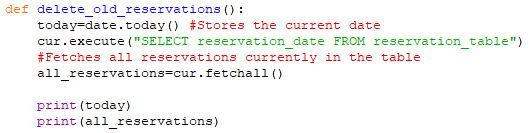 def delete_old_reservations():
    today=date.today() #Stores the current date
    cur.execute("SELECT reservation_date FROM reservation_table")
    #Fetches all reservations currently in the table
    all_reservations=cur.fetchall()

    print(today)
    print(all_reservations)